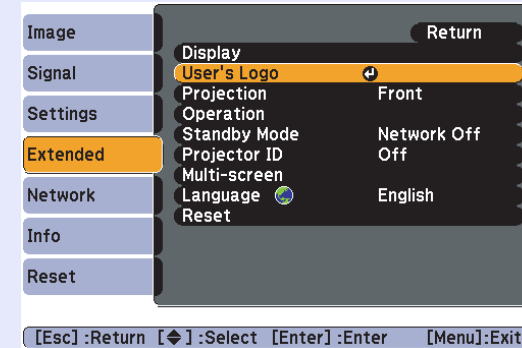 Image
Signal
Settings
Extended
Network
Info
Reset
Return
Display
User's Logo
Projection Front
Operation
Standby Mode Network Off
Projector ID Off
Multi-screen
Language English
Reset
[Esc] :Return [◆] :Select [Enter] :Enter [Menu]:Exit